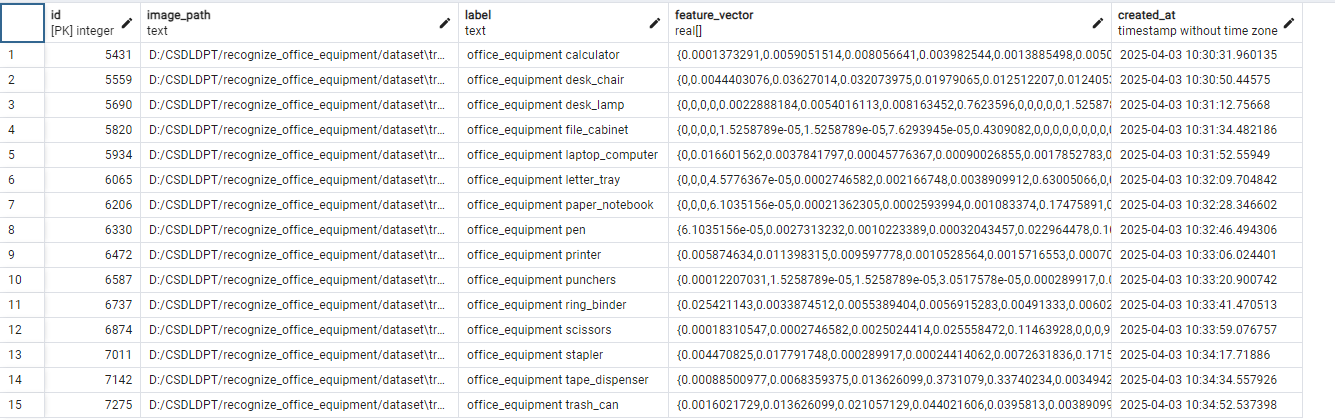 id image_path label feature_vector created_at
[PK] integer text text real[] timestamp without time zone
1 5431 D:/CSDLDPT/recognize_office_equipment/dataset\tr... office_equipment calculator {0.0001373291,0.0059051514,0.008056641,0.003982544,0.0013885498,0.005 2025-04-03 10:30:31.960135
2 5559 D:/CSDLDPT/recognize_office_equipment/dataset\tr... office_equipment desk_chair {0,0.0044403076,0.03627014,0.032073975,0.01979065,0.012512207,0.01240 2025-04-03 10:30:50.44575
3 5690 D:/CSDLDPT/recognize_office_equipment/dataset\tr... office_equipment desk_lamp {0,0,0,0,0.0022888184,0.0054016113,0.008163452,0.7623596,0,0,0,0,0,1.52587 2025-04-03 10:31:12.75668
4 5820 D:/CSDLDPT/recognize_office_equipment/dataset\tr... office_equipment file_cabinet {0,0,0,0,1.5258789e-05,1.5258789e-05,7.6293945e-05,0.4309082,0,0,0,0,0,0,0, 2025-04-03 10:31:34.482186
5 5934 D:/CSDLDPT/recognize_office_equipment/dataset\tr... office_equipment laptop_computer {0,0.016601562,0.0037841797,0.00045776367,0.00090026855,0.0017852783, 2025-04-03 10:31:52.55949
6 6065 D:/CSDLDPT/recognize_office_equipment/dataset\tr... office_equipment letter_tray {0,0,0,4.5776367e-05,0.0002746582,0.002166748,0.0038909912,0.63005066,0, 2025-04-03 10:32:09.704842
7 6206 D:/CSDLDPT/recognize_office_equipment/dataset\tr... office_equipment paper_notebook {0,0,0,6.1035156e-05,0.00021362305,0.0002593994,0.001083374,0.17475891, 2025-04-03 10:32:28.346602
8 6330 D:/CSDLDPT/recognize_office_equipment/dataset\tr... office_equipment pen {6.1035156e-05,0.0027313232,0.0010223389,0.00032043457,0.022964478,0.1 2025-04-03 10:32:46.494306
9 6472 D:/CSDLDPT/recognize_office_equipment/dataset\tr... office_equipment printer {0.005874634,0.011398315,0.009597778,0.0010528564,0.0015716553,0.0007 2025-04-03 10:33:06.024401
10 6587 D:/CSDLDPT/recognize_office_equipment/dataset\tr... office_equipment punchers {0.00012207031,1.5258789e-05,1.5258789e-05,3.0517578e-05,0.000289917,0. 2025-04-03 10:33:20.900742
11 6737 D:/CSDLDPT/recognize_office_equipment/dataset\tr... office_equipment ring_binder {0.025421143,0.0033874512,0.0055389404,0.0056915283,0.00491333,0.00602 2025-04-03 10:33:41.470513
12 6874 D:/CSDLDPT/recognize_office_equipment/dataset\tr... office_equipment scissors {0.00018310547,0.0002746582,0.0025024414,0.025558472,0.11463928,0,0,0,9 2025-04-03 10:33:59.076757
13 7011 D:/CSDLDPT/recognize_office_equipment/dataset\tr... office_equipment stapler {0.004470825,0.017791748,0.000289917,0.00024414062,0.0072631836,0.1715 2025-04-03 10:34:17.71886
14 7142 D:/CSDLDPT/recognize_office_equipment/dataset\tr... office_equipment tape_dispenser {0.00088500977,0.0068359375,0.013626099,0.3731079,0.33740234,0.0034942 2025-04-03 10:34:34.557926
15 7275 D:/CSDLDPT/recognize_office_equipment/dataset\tr... office_equipment trash_can {0.0016021729,0.013626099,0.021057129,0.044021606,0.0395813,0.00389099 2025-04-03 10:34:52.537398